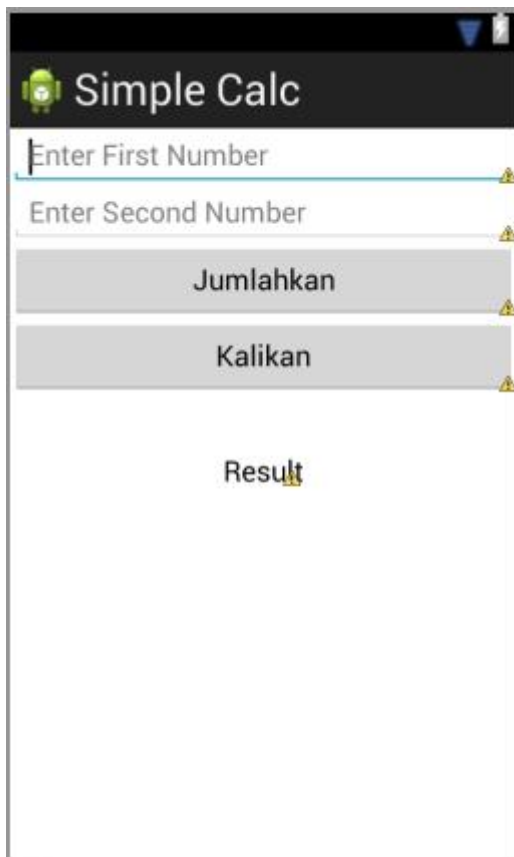 Simple Calc
Enter First Number
Enter Second Number
Jumlahkan
Kalikan
Result